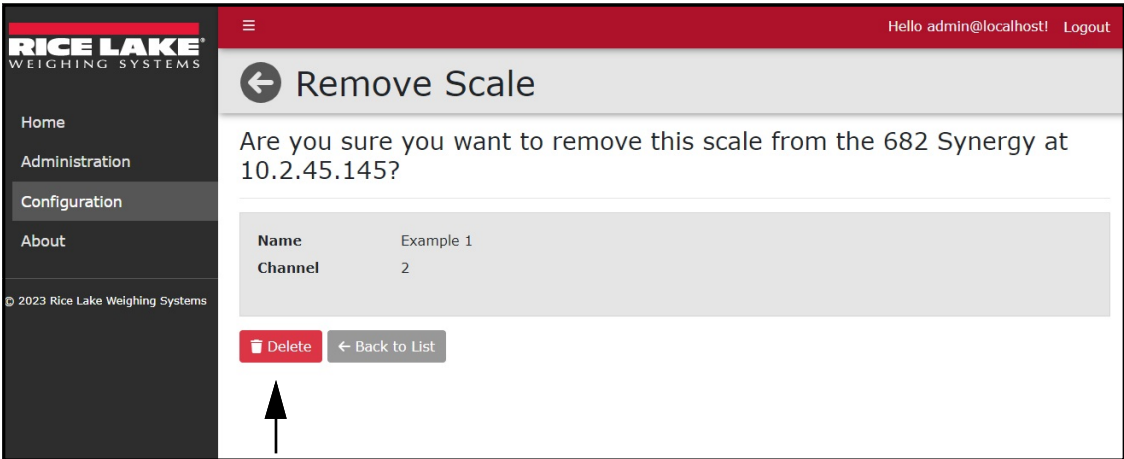 RICE LAKE
WEIGHING SYSTEMS
Home
Administration
Configuration
About
© 2023 Rice Lake Weighing Systems
Hello admin@localhost! Logout
Remove Scale
Are you sure you want to remove this scale from the 682 Synergy at
10.2.45.145?
Name Example 1
Channel 2
Delete Back to List